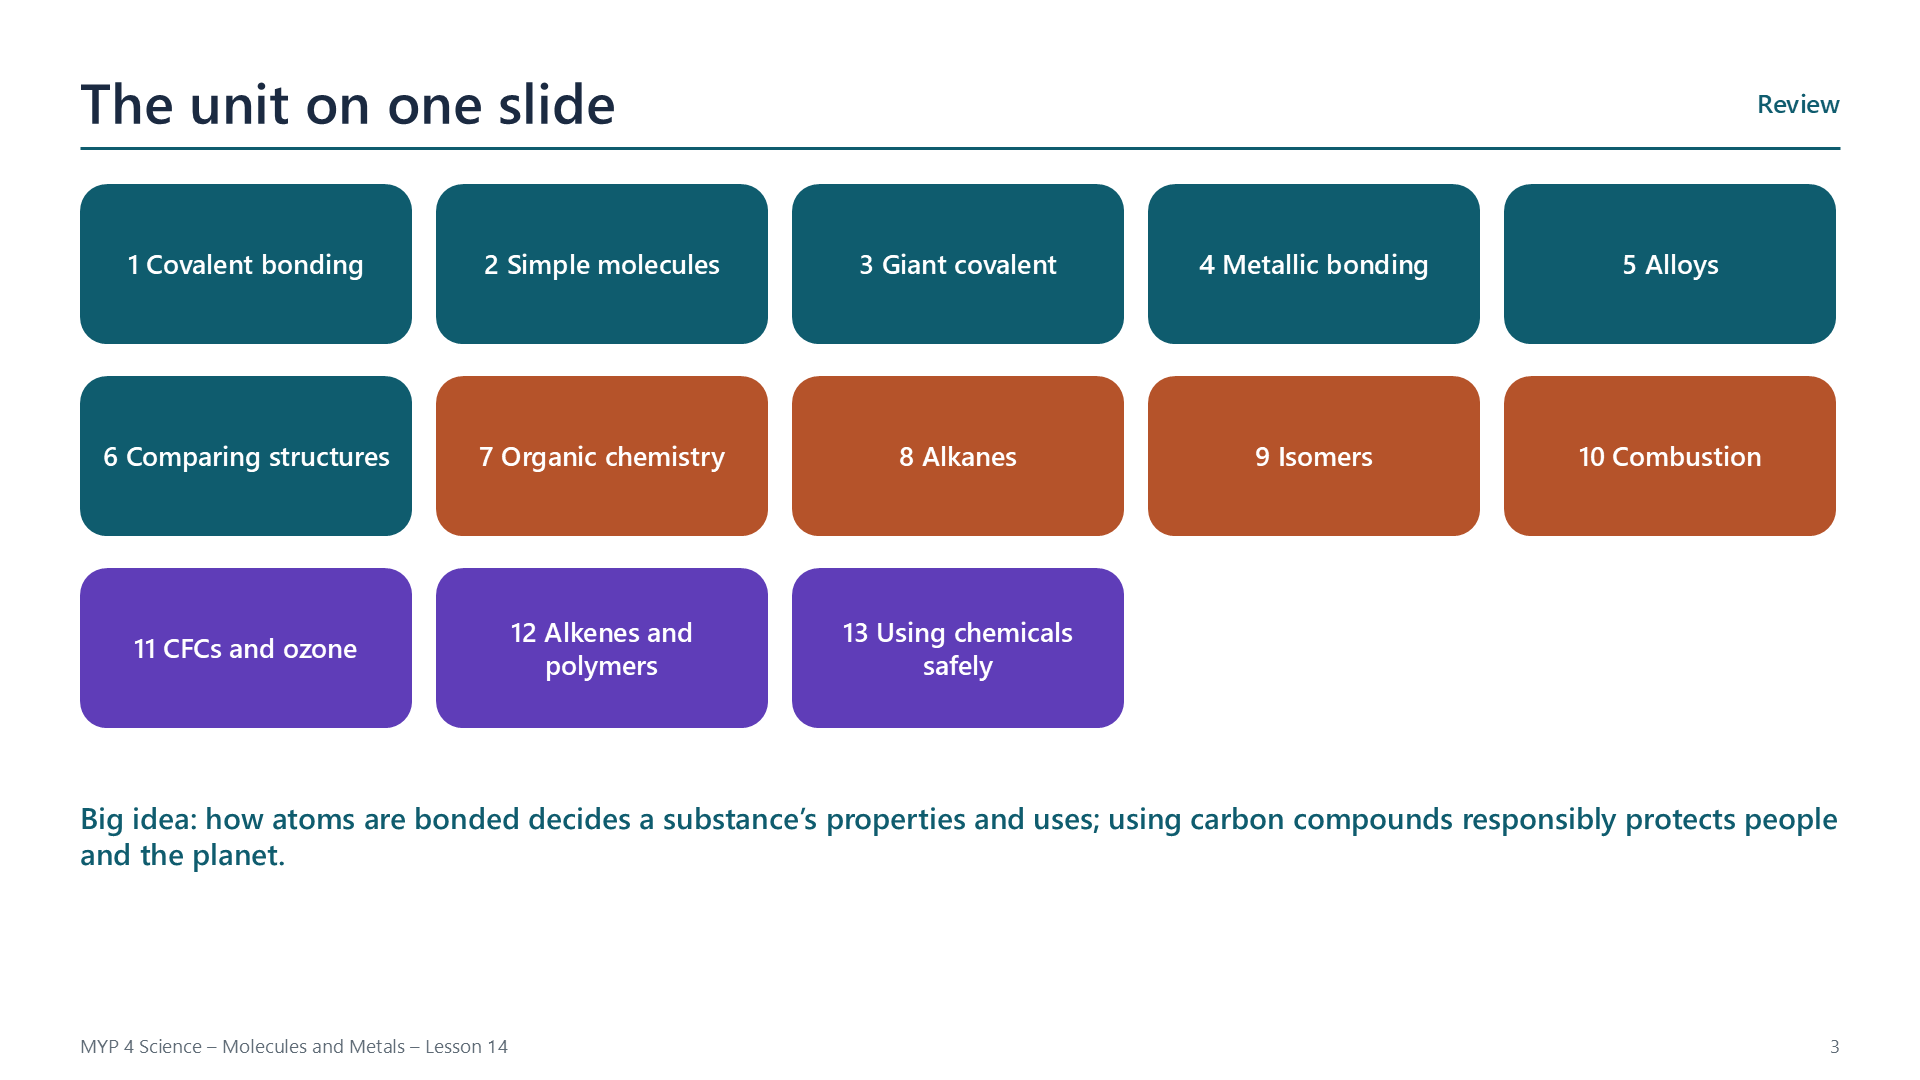 The unit on one slide
Review
1 Covalent bonding
2 Simple molecules
3 Giant covalent
4 Metallic bonding
5 Alloys
6 Comparing structures
7 Organic chemistry
8 Alkanes
9 Isomers
10 Combustion
11 CFCs and ozone
12 Alkenes and
polymers
13 Using chemicals
safely
Big idea: how atoms are bonded decides a substance’s properties and uses; using carbon compounds responsibly protects people
and the planet.
MYP 4 Science – Molecules and Metals – Lesson 14
3